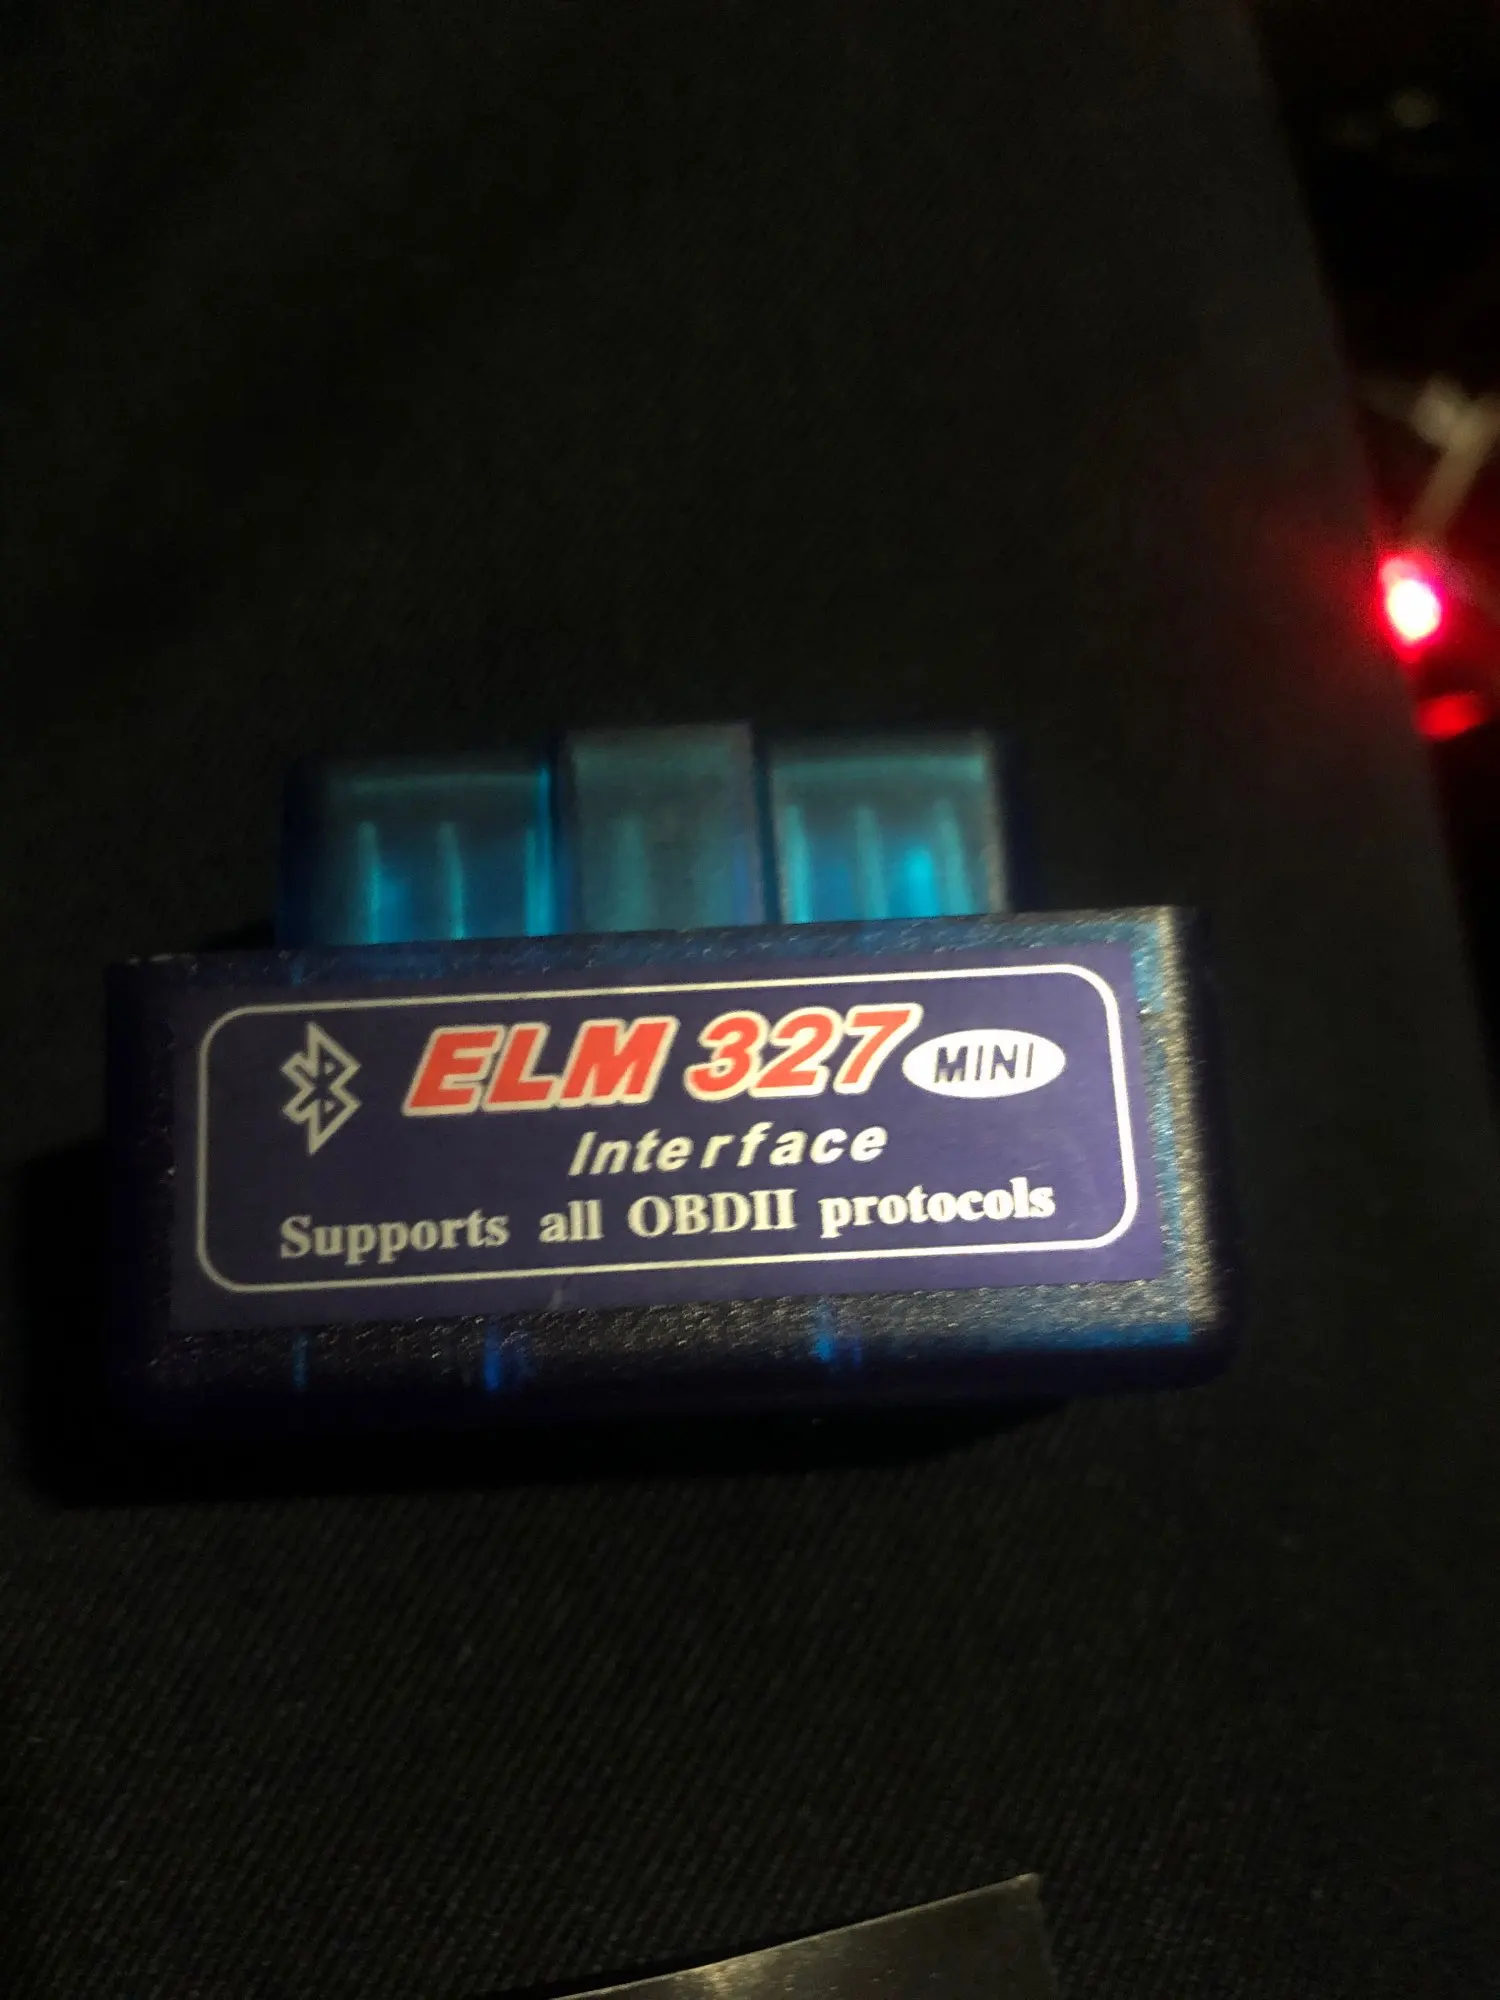 ELM 327 MINI
Interface
Supports all OBDII protocols